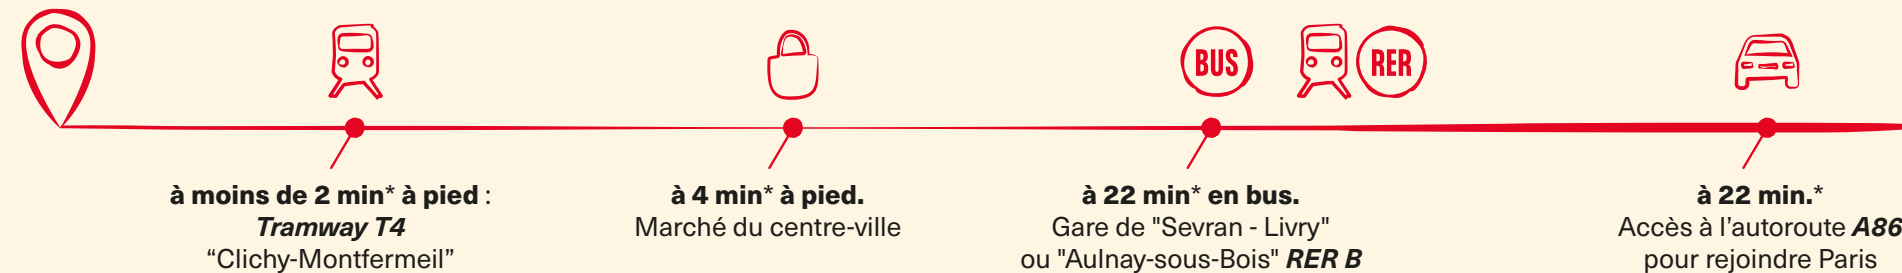 BUS
RER
à moins de 2 min* à pied :
Tramway T4
“Clichy-Montfermeil”
à 4 min* à pied.
Marché du centre-ville
à 22 min* en bus.
Gare de "Sevran - Livry"
ou "Aulnay-sous-Bois" RER B
à 22 min.*
Accès à l’autoroute A86
pour rejoindre Paris